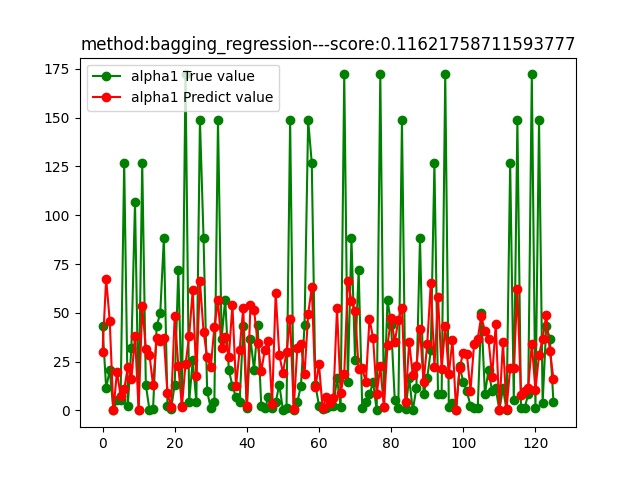 method:bagging_regression---score:0.11621758711593777
alpha1 True value
alpha1 Predict value
175
150
125
100
75
50
25
0
0 20 40 60 80 100 120